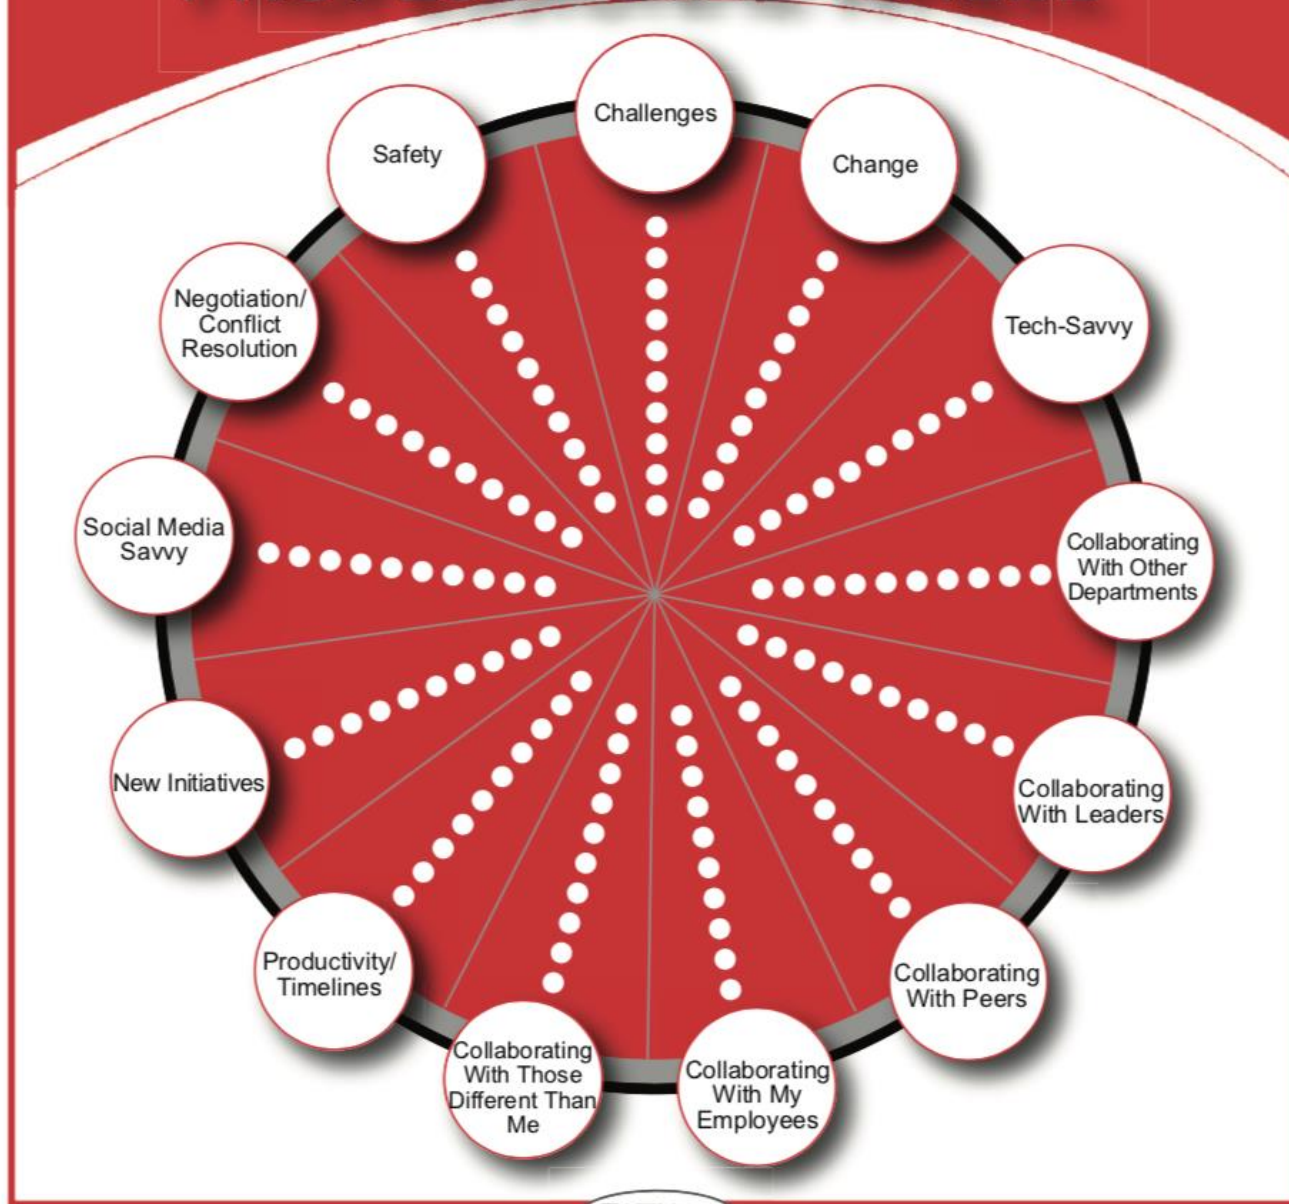 Challenges
Change
Tech-Savvy
Collaborating
With Other
Departments
Collaborating
With Leaders
Collaborating
With Peers
Collaborating
With My
Employees
Collaborating
With Those
Different Than
Me
Productivity/
Timelines
New Initiatives
Social Media
Savvy
Negotiation/
Conflict
Resolution
Safety